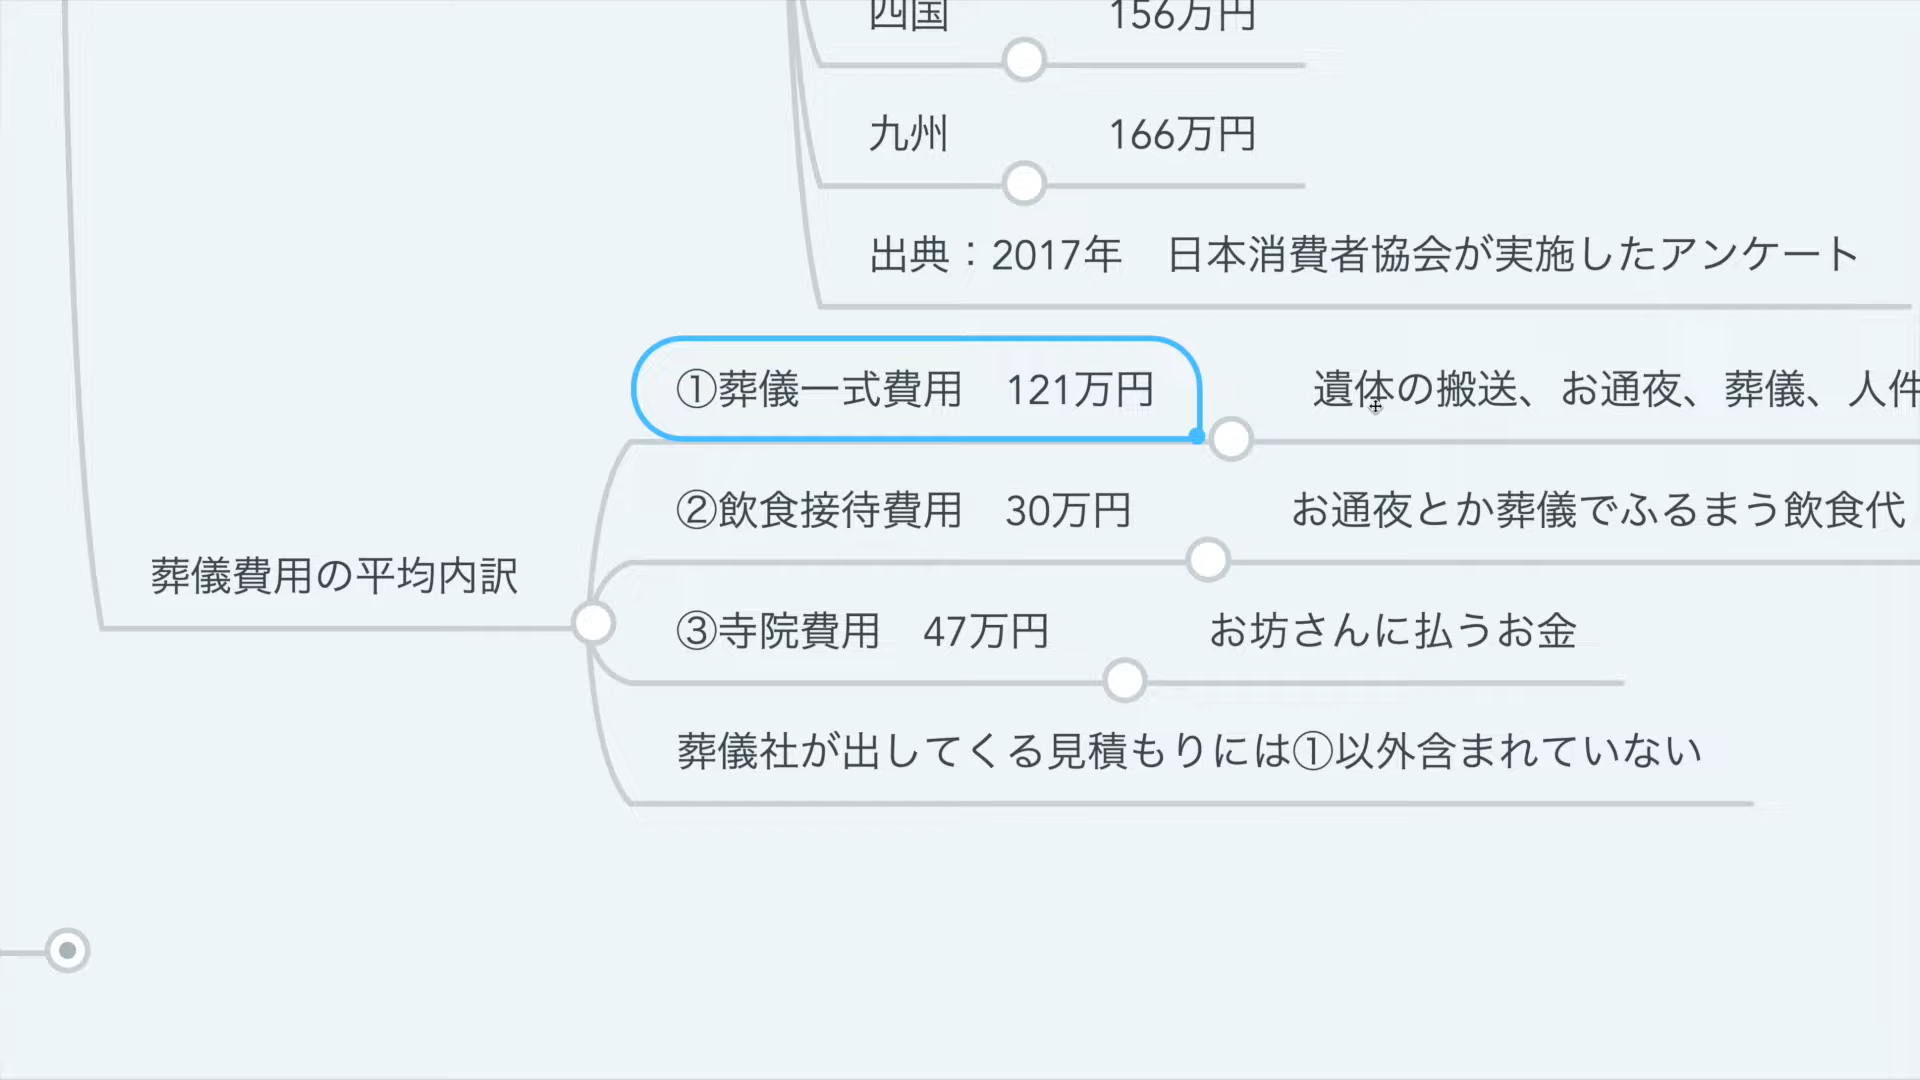 四国 156万円
九州 166万円
出典：2017年 日本消費者協会が実施したアンケート
①葬儀一式費用 121万円 遺体の搬送、お通夜、葬儀、人件
②飲食接待費用 30万円 お通夜とか葬儀でふるまう飲食代
葬儀費用の平均内訳
③寺院費用 47万円 お坊さんに払うお金
葬儀社が出してくる見積もりには①以外含まれていない